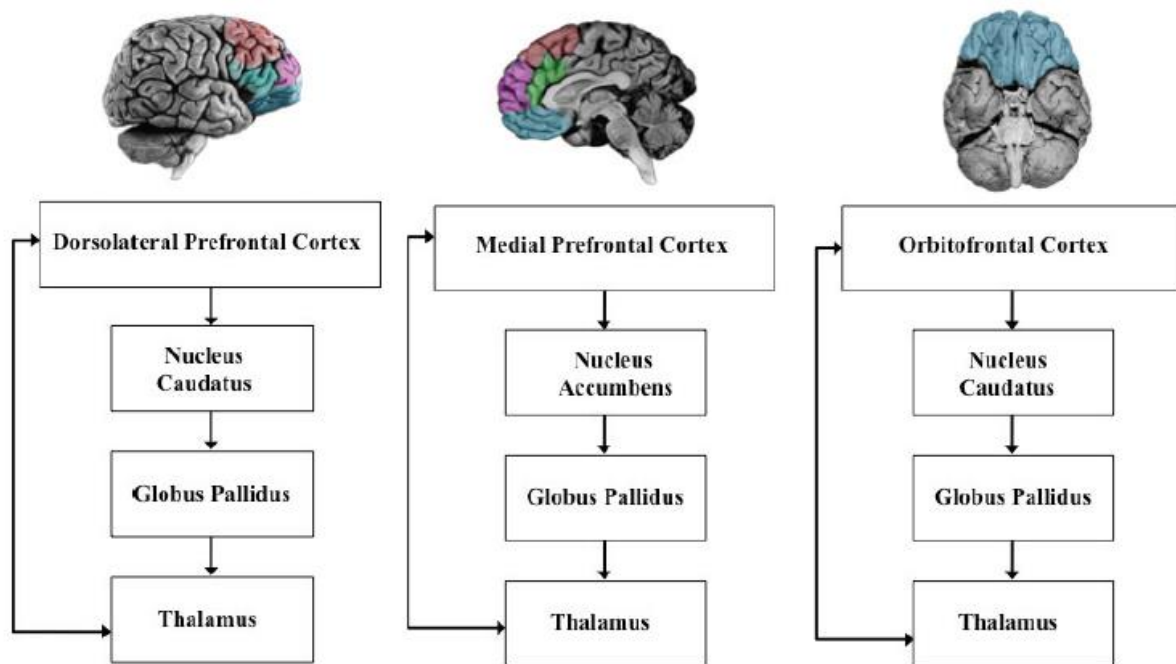 Dorsolateral Prefrontal Cortex
Nucleus
Caudatus
Globus Pallidus
Thalamus
Medial Prefrontal Cortex
Nucleus
Accumbens
Globus Pallidus
Thalamus
Orbitofrontal Cortex
Nucleus
Caudatus
Globus Pallidus
Thalamus